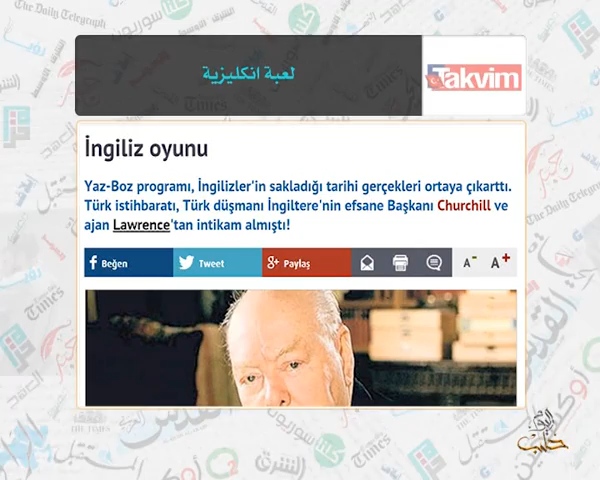 لعبة انكليزية
Takvim
İngiliz oyunu
Yaz-Boz programı, İngilizler'in sakladığı tarihi gerçekleri ortaya çıkarttı.
Türk istihbaratı, Türk düşmanı İngiltere'nin efsane Başkanı Churchill ve
ajan Lawrence'tan intikam almıştı!
f Beğen Tweet g+ Paylaş A- A+